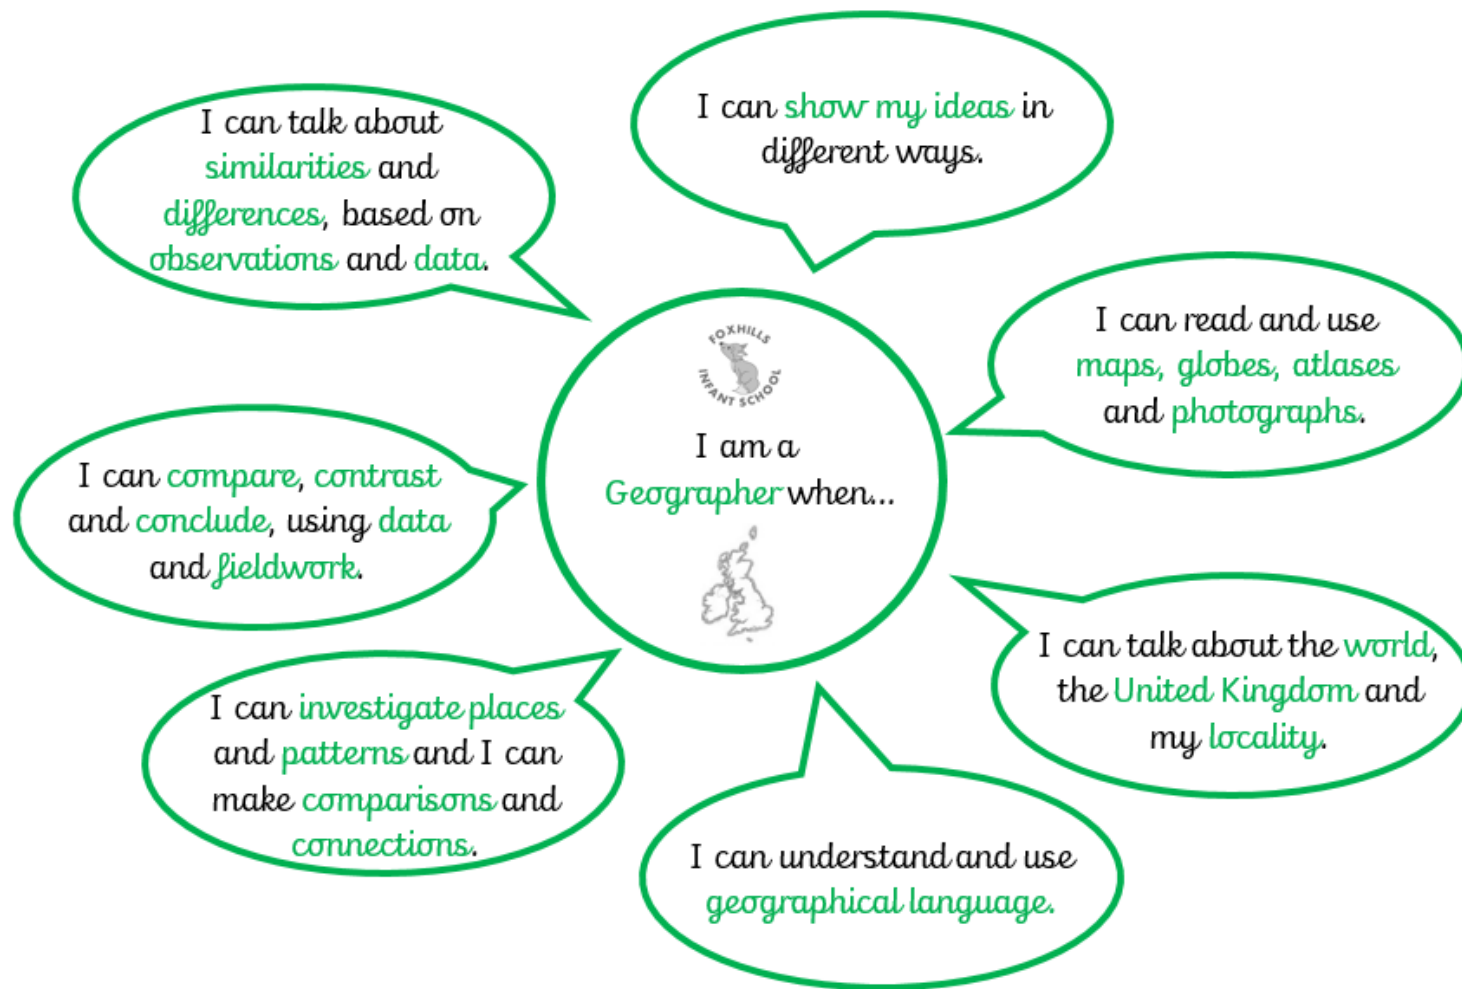 I can talk about
similarities and
differences, based on
observations and data.
I can show my ideas in
different ways.
I can read and use
maps, globes, atlases
and photographs.
FOXHILLS
INFANT SCHOOL
I am a
Geographer when...
I can compare, contrast
and conclude, using data
and fieldwork.
I can talk about the world,
the United Kingdom and
my locality.
I can investigate places
and patterns and I can
make comparisons and
connections.
I can understand and use
geographical language.